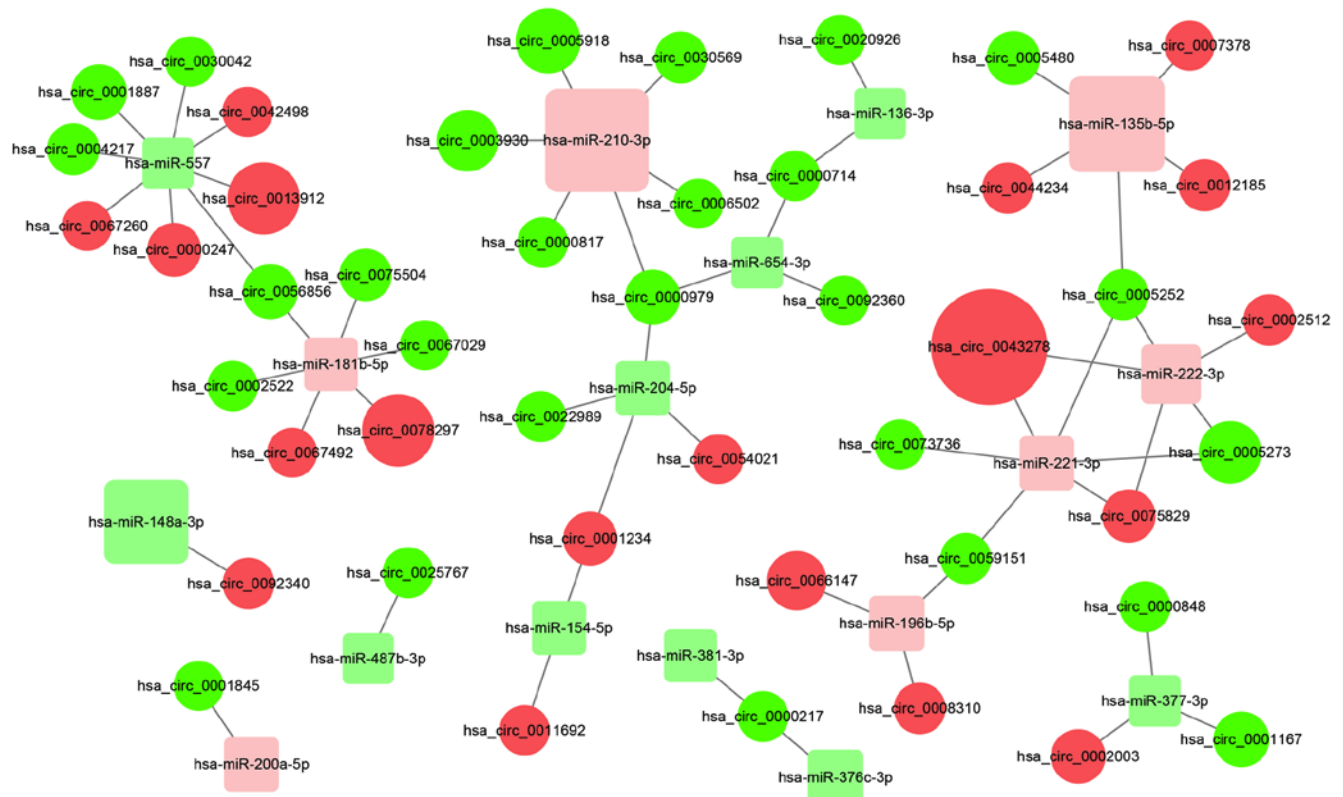 hsa_circ_0030042
hsa_circ_0001887
hsa_circ_0042498
hsa_circ_0004217
hsa-miR-557
hsa_circ_0013912
hsa_circ_0067260
hsa_circ_0000247
hsa_circ_0075504
hsa_circ_0056856
hsa_circ_0067029
hsa-miR-181b-5p
hsa_circ_0002522
hsa_circ_0078297
hsa_circ_0067492
hsa-miR-148a-3p
hsa_circ_0092340
hsa_circ_0025767
hsa-miR-487b-3p
hsa_circ_0001845
hsa-miR-200a-5p
hsa_circ_0005918
hsa_circ_0030569
hsa_circ_0003930
hsa-miR-210-3p
hsa_circ_0006502
hsa_circ_0000817
hsa_circ_0020926
hsa-miR-136-3p
hsa_circ_0000714
hsa-miR-654-3p
hsa_circ_0000979
hsa_circ_0092360
hsa-miR-204-5p
hsa_circ_0022989
hsa_circ_0054021
hsa_circ_0001234
hsa-miR-154-5p
hsa_circ_0011692
hsa-miR-381-3p
hsa_circ_0000217
hsa-miR-376c-3p
hsa_circ_0005480
hsa_circ_0007378
hsa-miR-135b-5p
hsa_circ_0044234
hsa_circ_0012185
hsa_circ_0005252
hsa_circ_0002512
hsa_circ_0043278
hsa-miR-222-3p
hsa_circ_0073736
hsa-miR-221-3p
hsa_circ_0005273
hsa_circ_0075829
hsa_circ_0059151
hsa_circ_0066147
hsa-miR-196b-5p
hsa_circ_0008310
hsa_circ_0000848
hsa-miR-377-3p
hsa_circ_0001167
hsa_circ_0002003